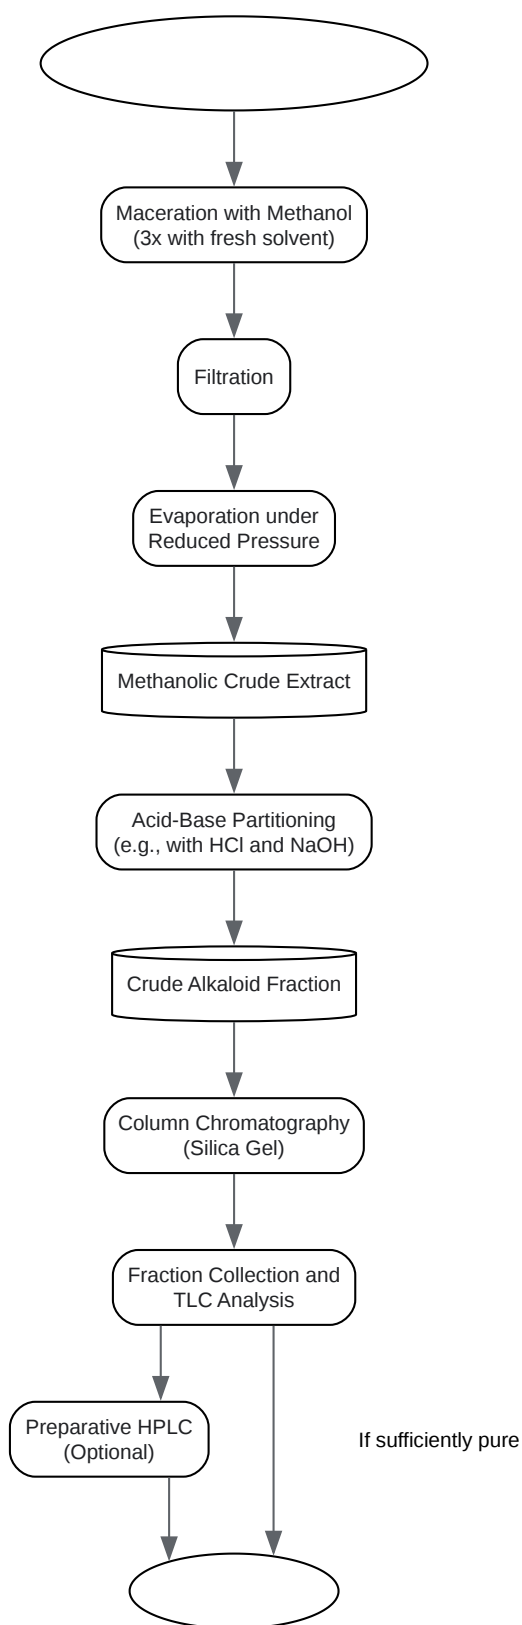 Maceration with Methanol
(3x with fresh solvent)
Filtration
Evaporation under
Reduced Pressure
Methanolic Crude Extract
Acid-Base Partitioning
(e.g., with HCl and NaOH)
Crude Alkaloid Fraction
Column Chromatography
(Silica Gel)
Fraction Collection and
TLC Analysis
Preparative HPLC
(Optional)
If sufficiently pure